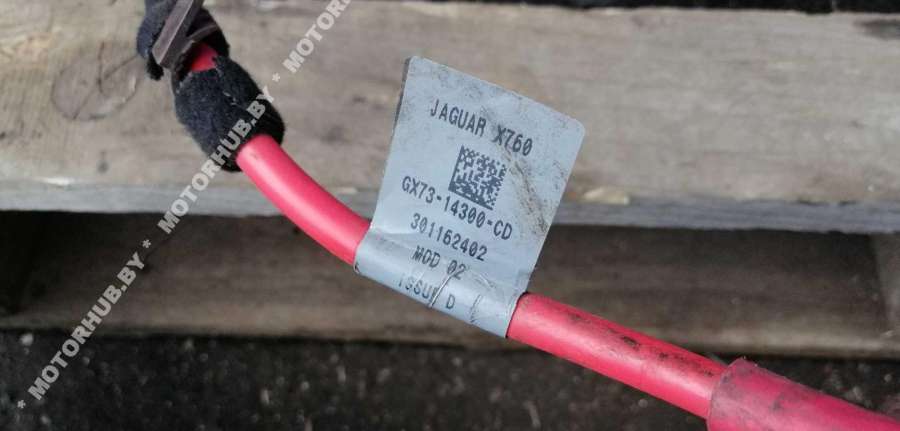 JAGUAR X760
GX73-14300-CD
301162402
MOD 02
ISSUE D
* MOTORHUB.BY * MOTORHUB.BY * MOTORHUB.BY